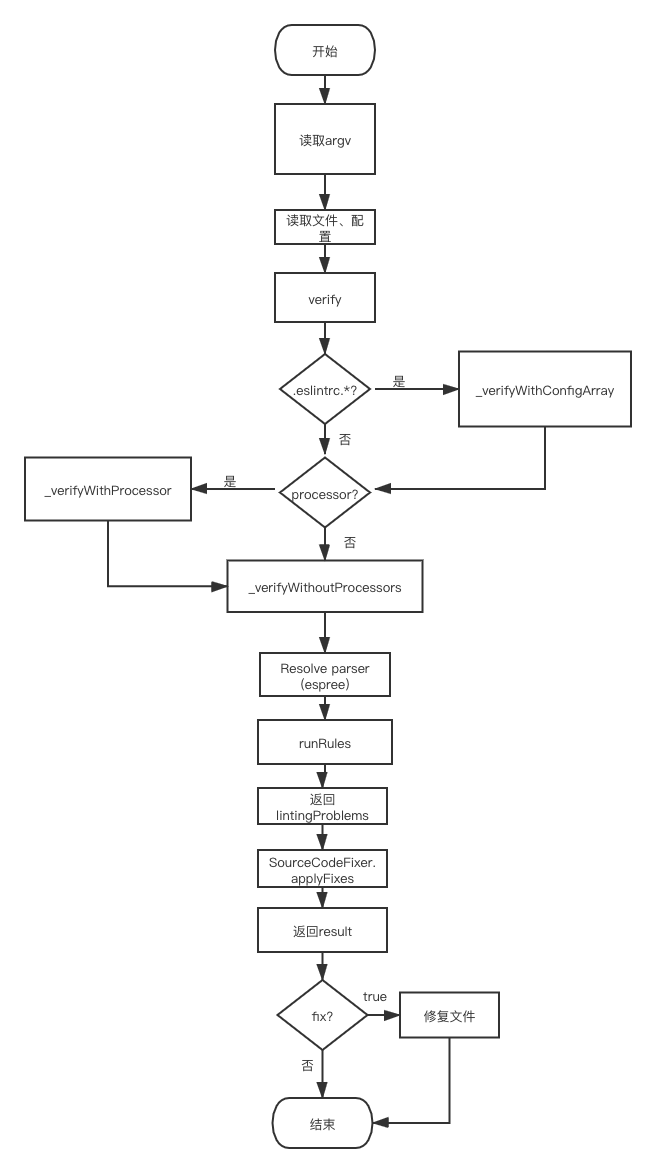 开始
读取argv
读取文件、配
置
verify
.eslintrc.*?
是
_verifyWithConfigArray
否
_verifyWithProcessor
是
processor?
否
_verifyWithoutProcessors
Resolve parser
(espree)
runRules
返回
lintingProblems
SourceCodeFixer.
applyFixes
返回result
fix?
true
修复文件
否
结束